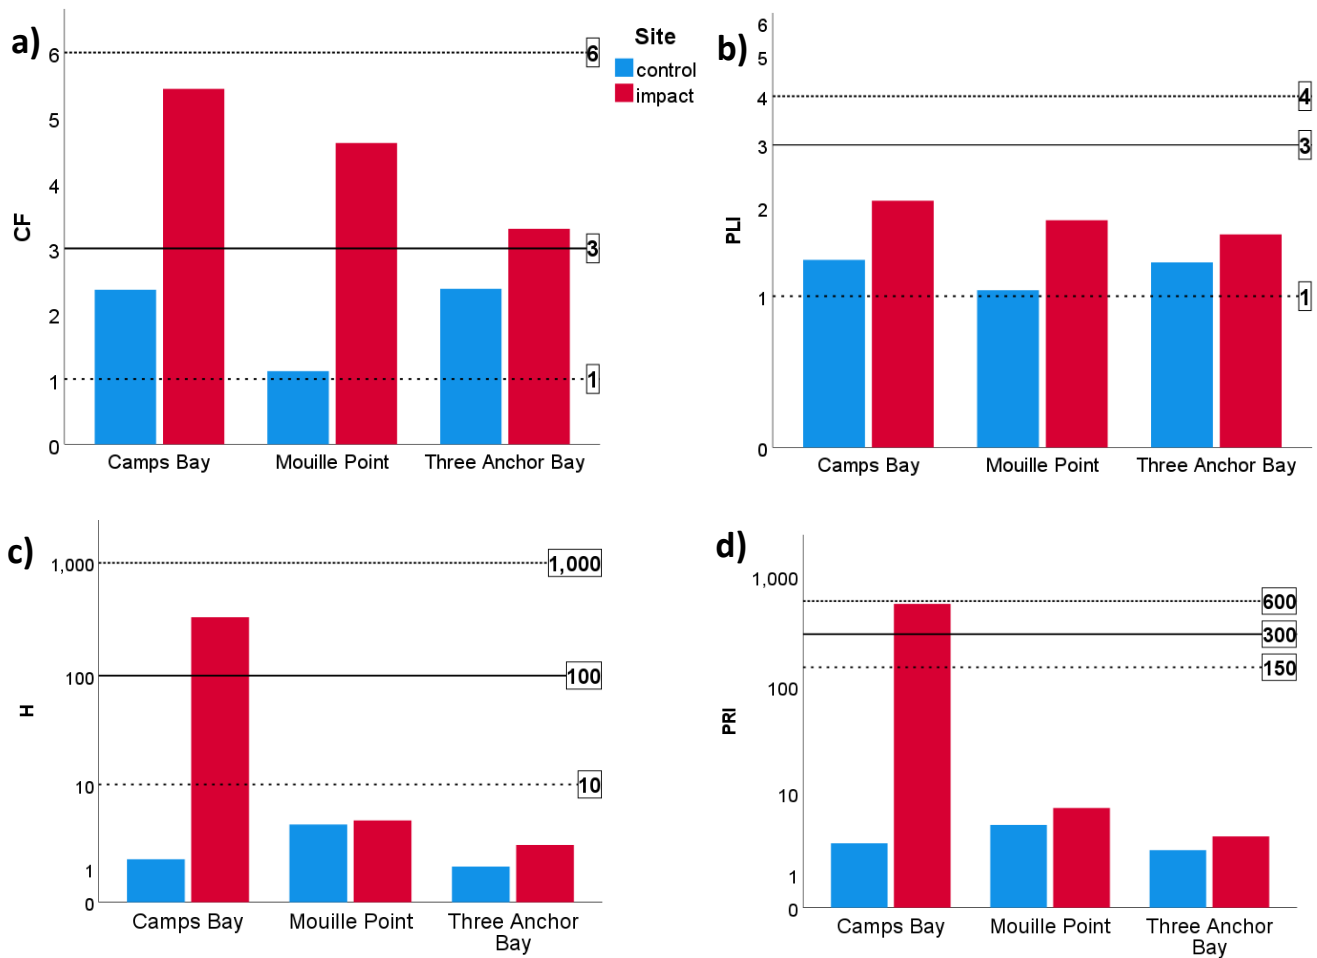 a)
Site
control
impact
CF
6
5
4
3
2
1
0
6
3
1
Camps Bay
Mouille Point
Three Anchor Bay
b)
PLI
6
5
4
3
2
1
0
4
3
1
Camps Bay
Mouille Point
Three Anchor Bay
c)
H
1,000
100
10
1
0
1,000
100
10
Camps Bay
Mouille Point
Three Anchor
Bay
d)
PRI
1,000
100
10
1
0
600
300
150
Camps Bay
Mouille Point
Three Anchor
Bay